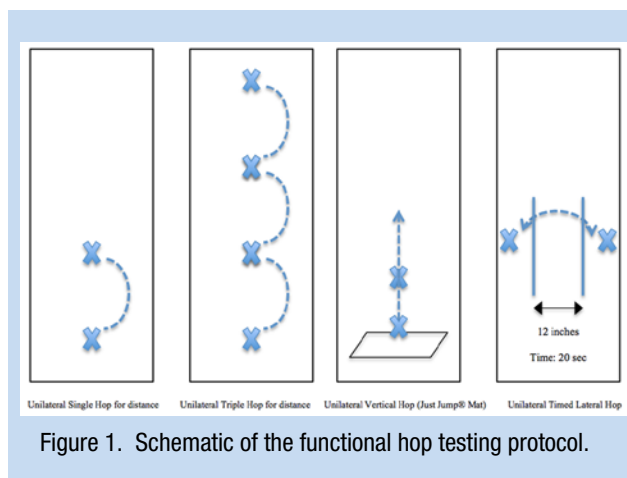 12 inches
Time: 20 sec
Unilateral Single Hop for distance
Unilateral Triple Hop for distance
Unilateral Vertical Hop (Just Jump® Mat)
Unilateral Timed Lateral Hop
Figure 1. Schematic of the functional hop testing protocol.